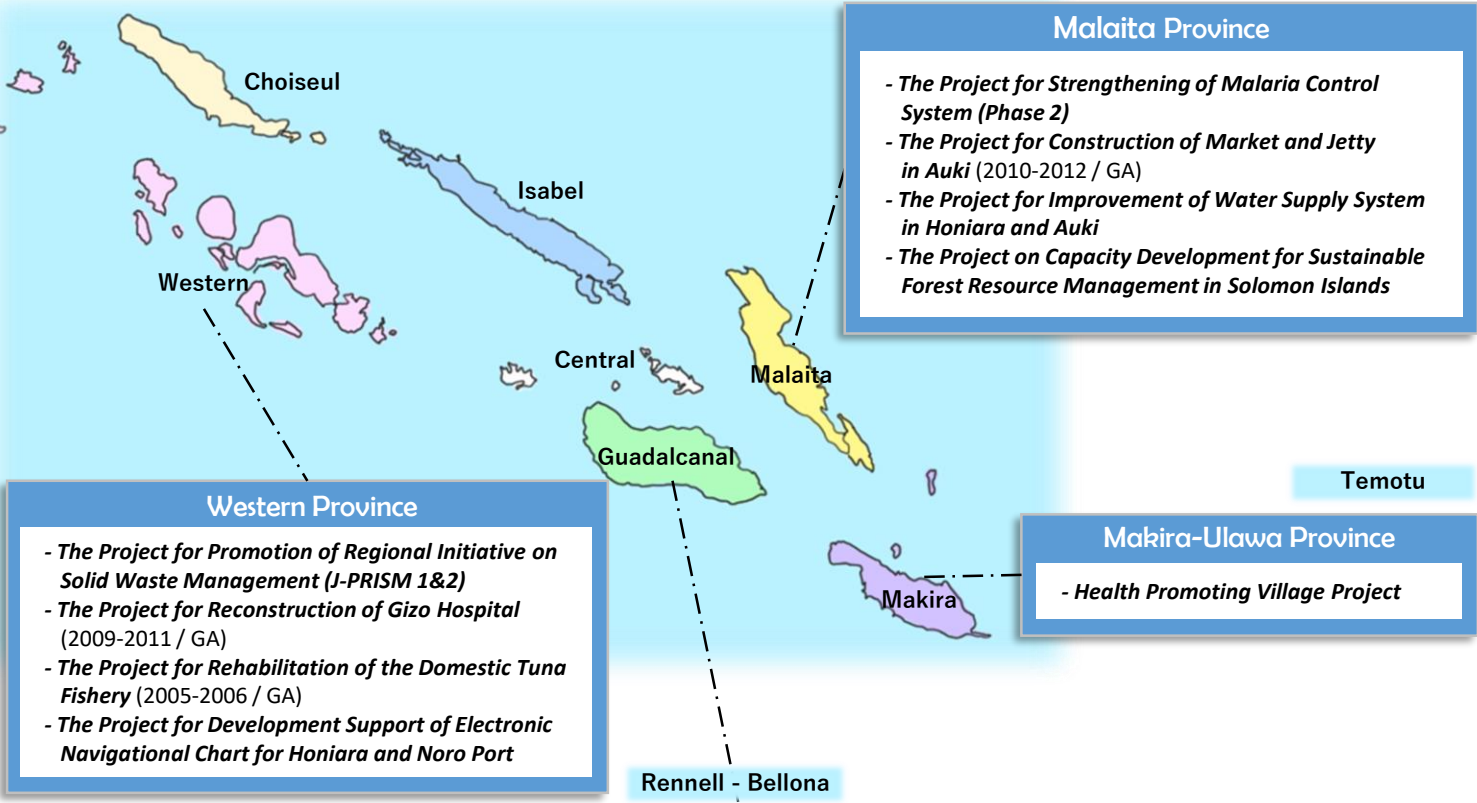 Malaita Province
- The Project for Strengthening of Malaria Control
System (Phase 2)
- The Project for Construction of Market and Jetty
in Auki (2010-2012 / GA)
- The Project for Improvement of Water Supply System
in Honiara and Auki
- The Project on Capacity Development for Sustainable
Forest Resource Management in Solomon Islands
Choiseul
Isabel
Western
Central
Malaita
Guadalcanal
Temotu
Makira
Western Province
- The Project for Promotion of Regional Initiative on
Solid Waste Management (J-PRISM 1&2)
- The Project for Reconstruction of Gizo Hospital
(2009-2011 / GA)
- The Project for Rehabilitation of the Domestic Tuna
Fishery (2005-2006 / GA)
- The Project for Development Support of Electronic
Navigational Chart for Honiara and Noro Port
Makira-Ulawa Province
- Health Promoting Village Project
Rennell - Bellona